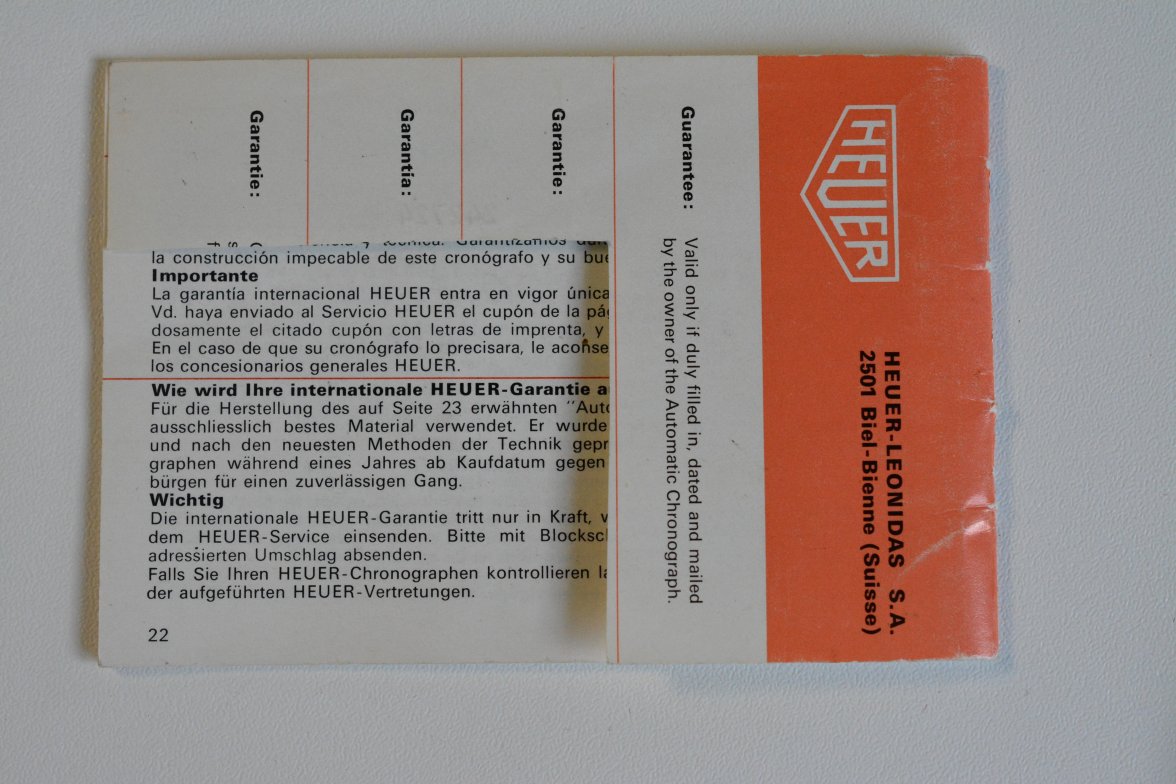 HEUER
HEUER-LEONIDAS S.A.
2501 Biel-Bienne (Suisse)
Guarantee: Valid only if duly filled in, dated and mailed
by the owner of the Automatic Chronograph.
Garantie:
Garantía:
Garantie:
y técnica. Garantizamos
la construcción impecable de este cronógrafo y su
Importante
La garantía internacional HEUER entra en vigor
Vd. haya enviado al Servicio HEUER el cupón de la
dosamente el citado cupón con letras de imprenta, y
En el caso de que su cronógrafo lo precisara, le
los concesionarios generales HEUER.
Wie wird Ihre internationale HEUER-Garantie
Für die Herstellung des auf Seite 23 erwähnten "Auto
ausschliesslich bestes Material verwendet. Er wurde
und nach den neuesten Methoden der Technik gepr
graphen während eines Jahres ab Kaufdatum gegen
bürgen für einen zuverlässigen Gang.
Wichtig
Die internationale HEUER-Garantie tritt nur in Kraft,
dem HEUER-Service einsenden. Bitte mit Blocksc
adressierten Umschlag absenden.
Falls Sie Ihren HEUER-Chronographen kontrollieren
der aufgeführten HEUER-Vertretungen.
22